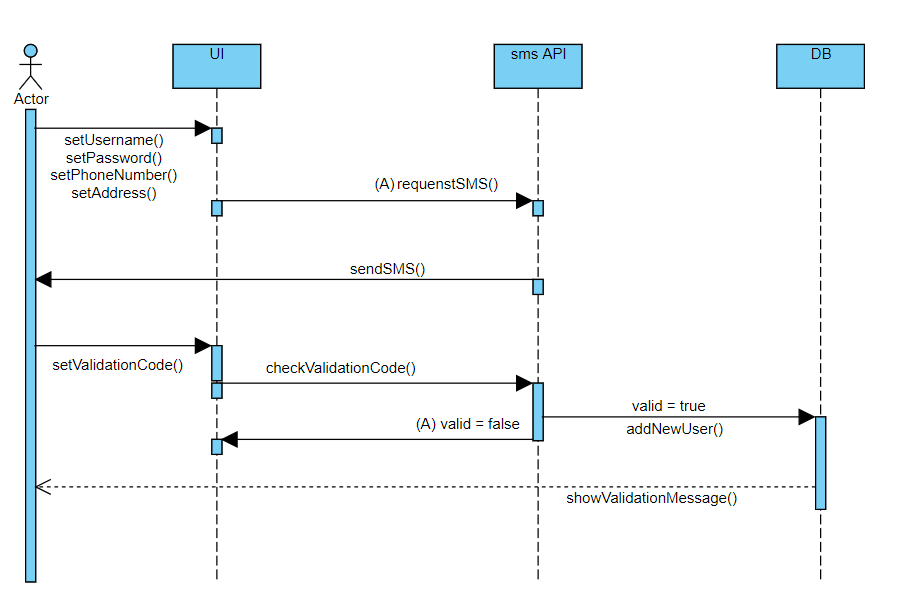 UI
sms API
DB
Actor
setUsername()
setPassword()
setPhoneNumber()
setAddress()
(A) requenstSMS()
sendSMS()
setValidationCode()
checkValidationCode()
valid = true
addNewUser()
(A) valid = false
showValidationMessage()